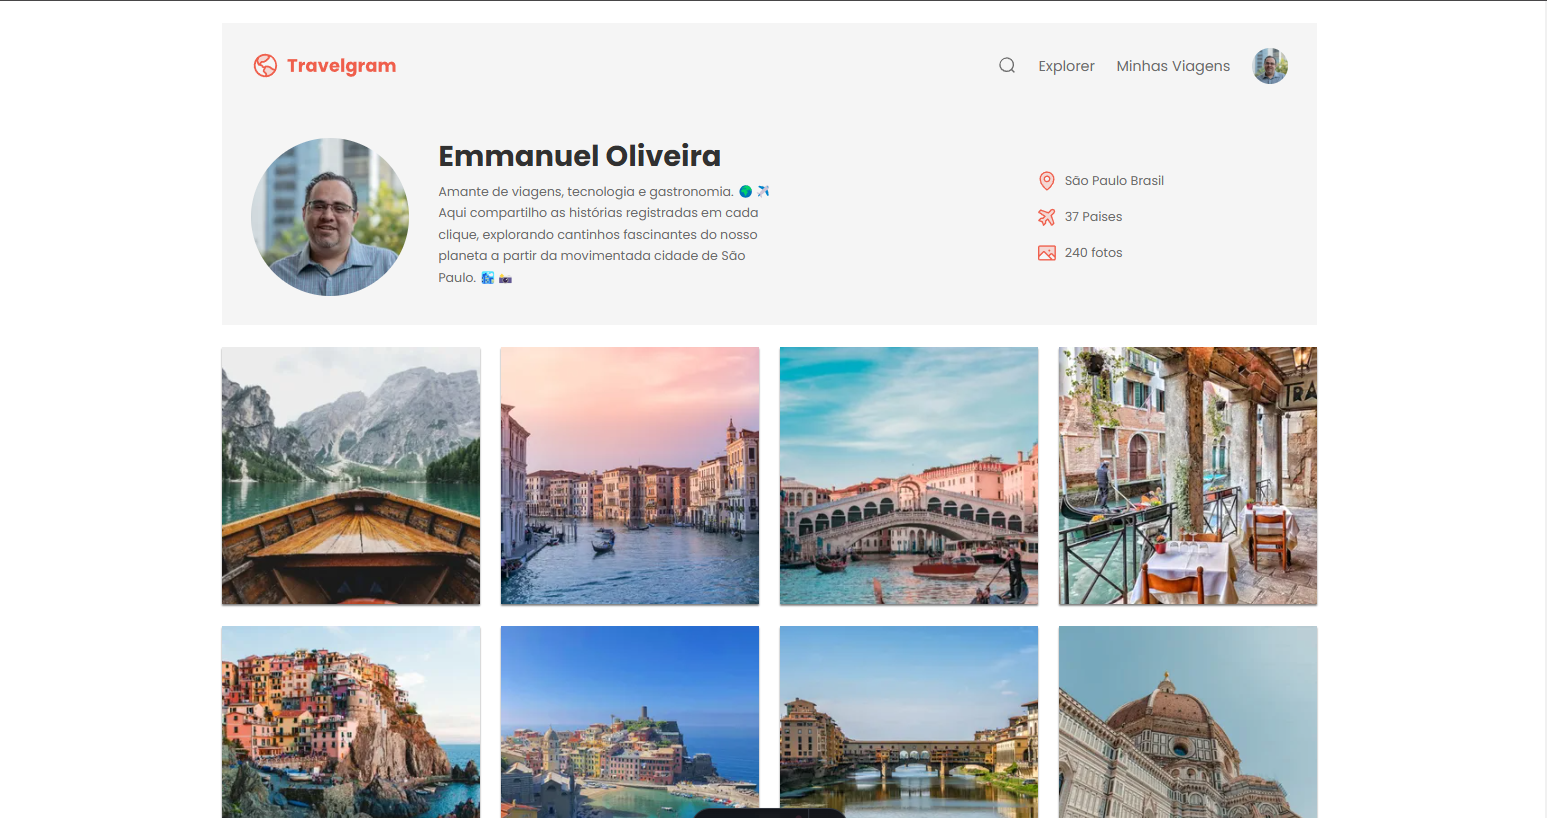 Travelgram
Explorer
Minhas Viagens
Emmanuel Oliveira
Amante de viagens, tecnologia e gastronomia. 🌍 ✈️
Aqui compartilho as histórias registradas em cada
clique, explorando cantinhos fascinantes do nosso
planeta a partir da movimentada cidade de São
Paulo. 🏞️ 📸
São Paulo Brasil
37 Paises
240 fotos
TRA